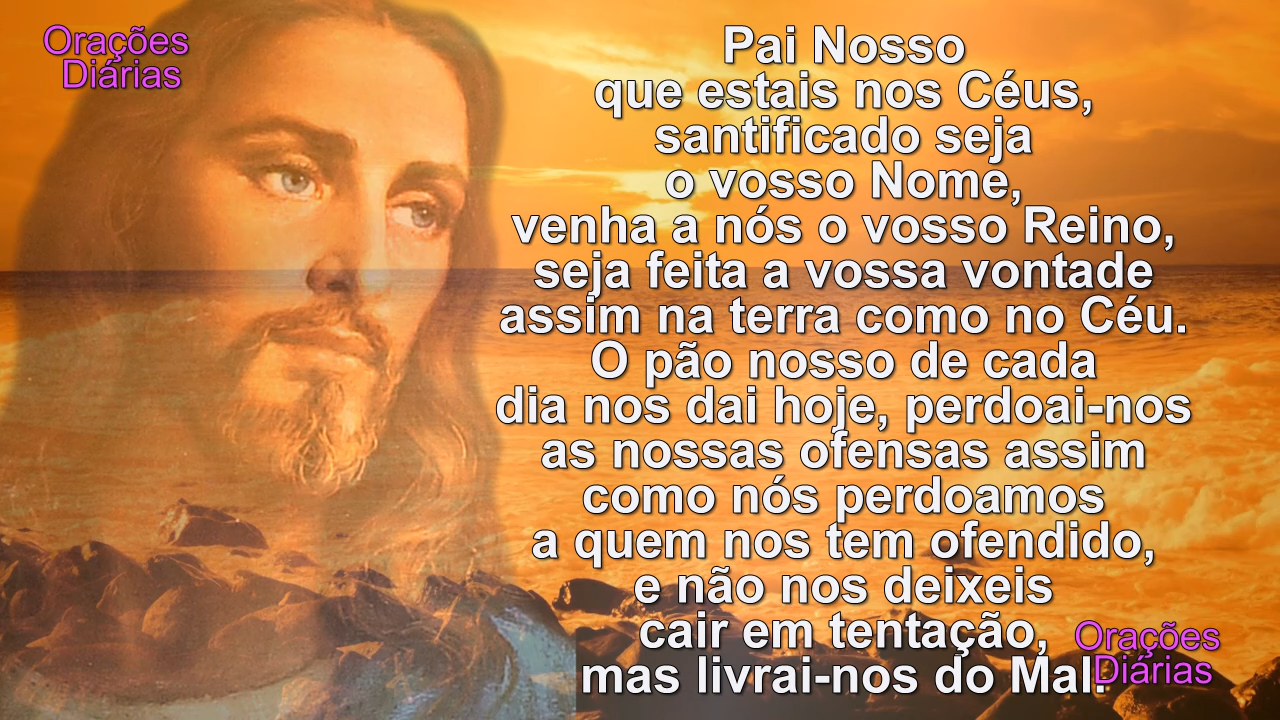 Orações
Diárias
Pai Nosso
que estais nos Céus,
santificado seja
o vosso Nome,
venha a nós o vosso Reino,
seja feita a vossa vontade
assim na terra como no Céu.
O pão nosso de cada
dia nos dai hoje, perdoai-nos
as nossas ofensas assim
como nós perdoamos
a quem nos tem ofendido,
e não nos deixeis
cair em tentação,
mas livrai-nos do Mal.
Orações
Diárias